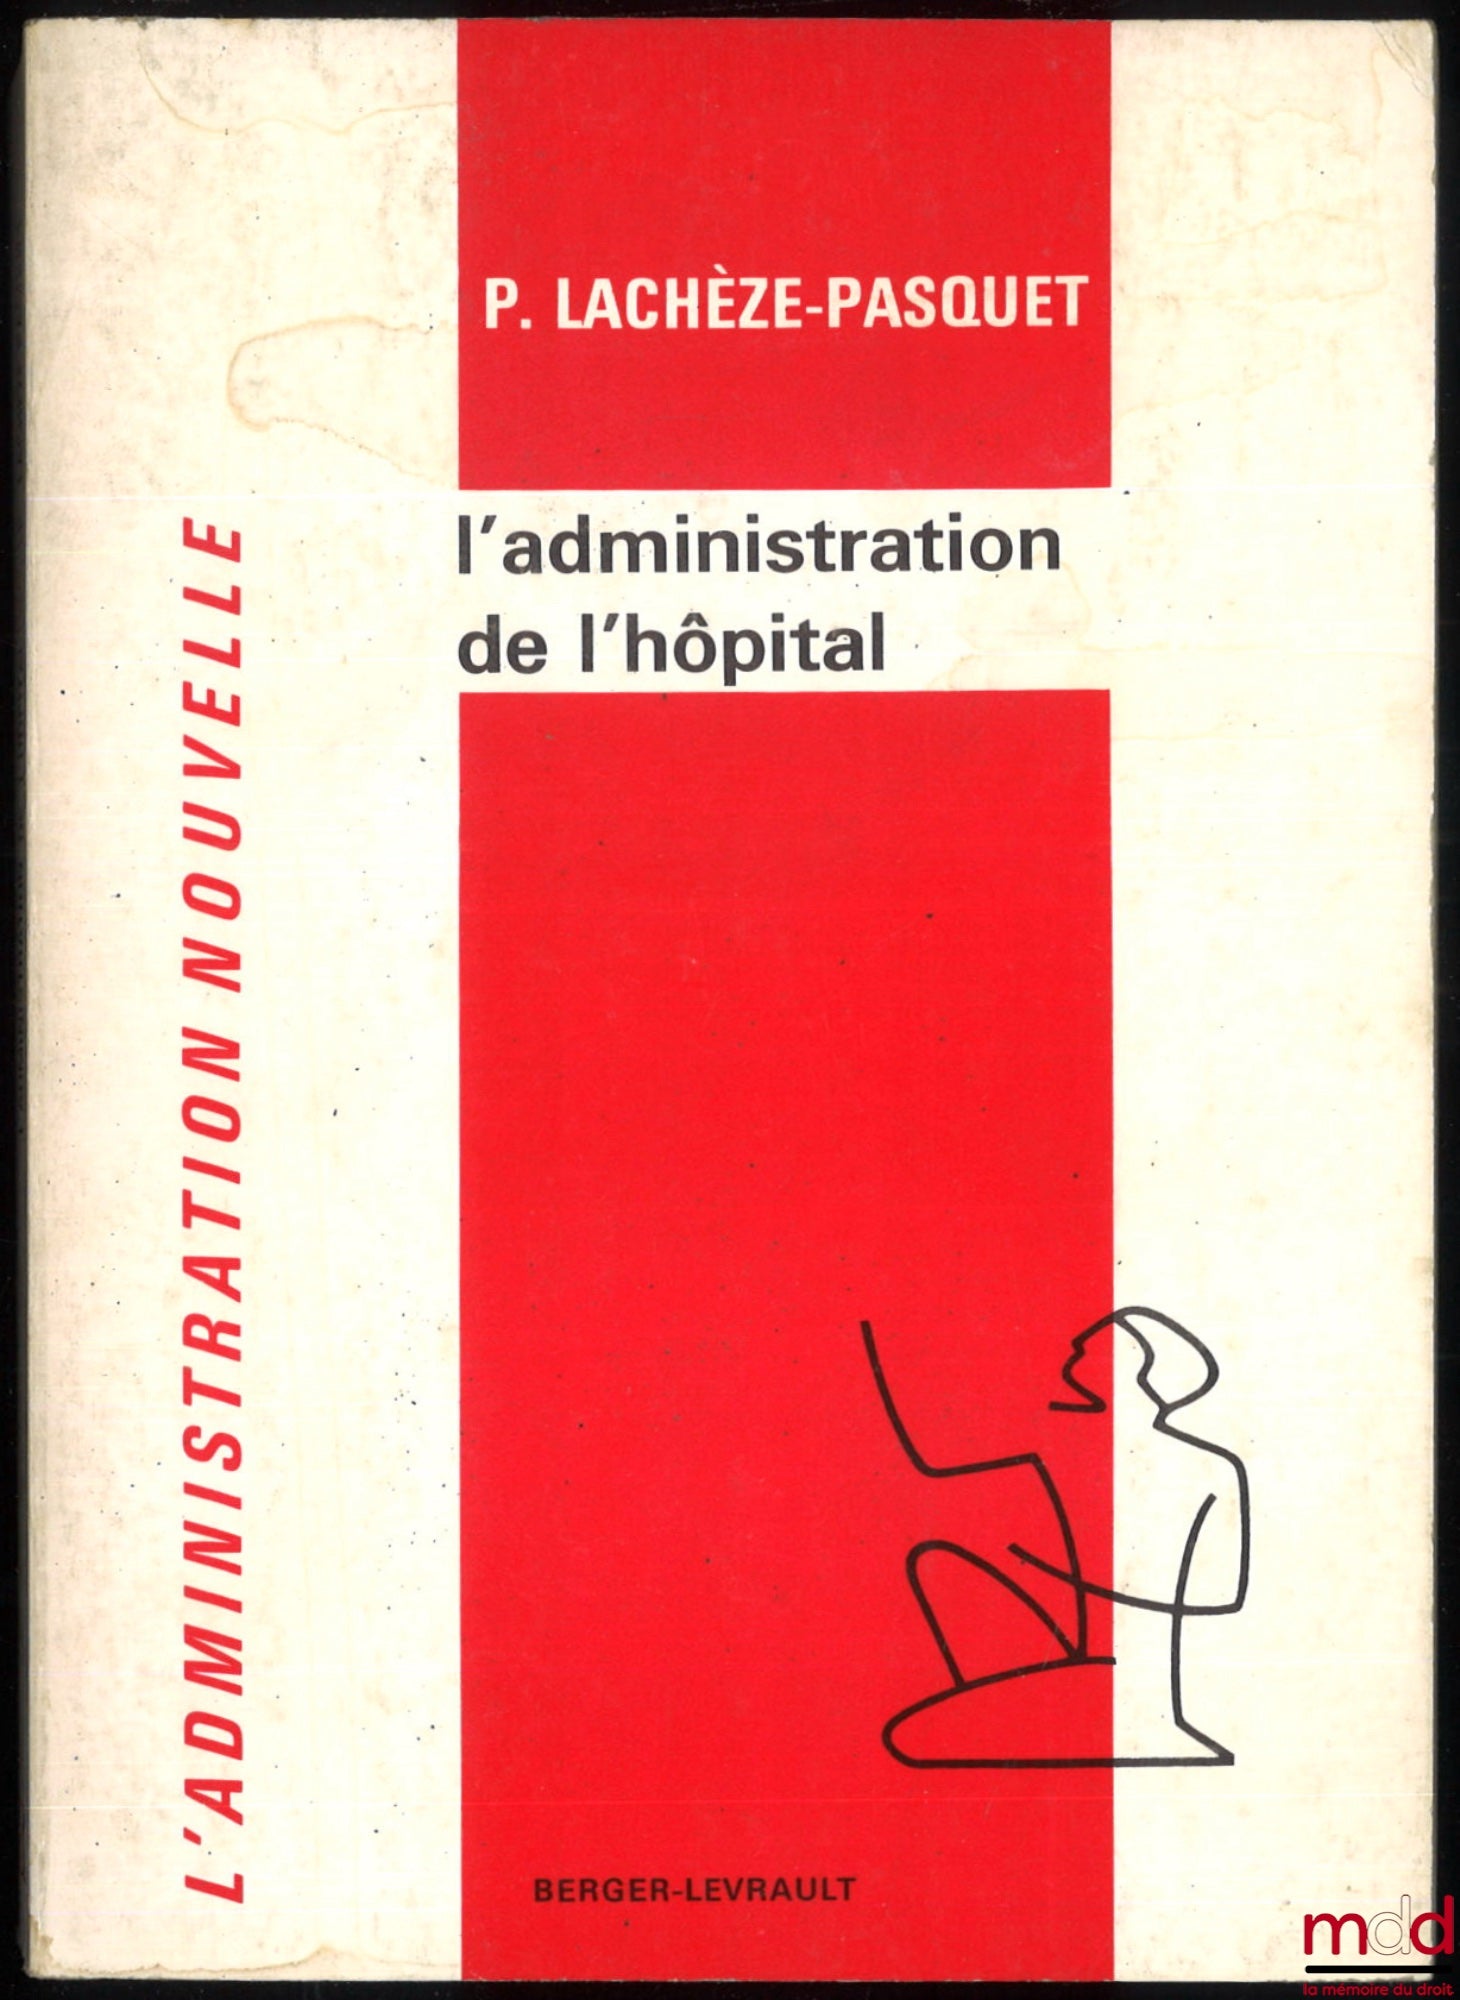 P. LACHÈZE-PASQUET
l'administration
de l'hôpital
L'ADMINISTRATION NOUVELLE
BERGER-LEVRAULT
mdd
la mémoire du droit